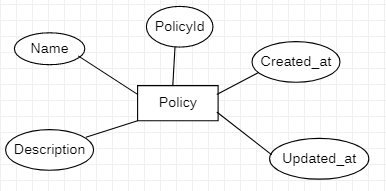 PolicyId
Name
Created_at
Policy
Description
Updated_at